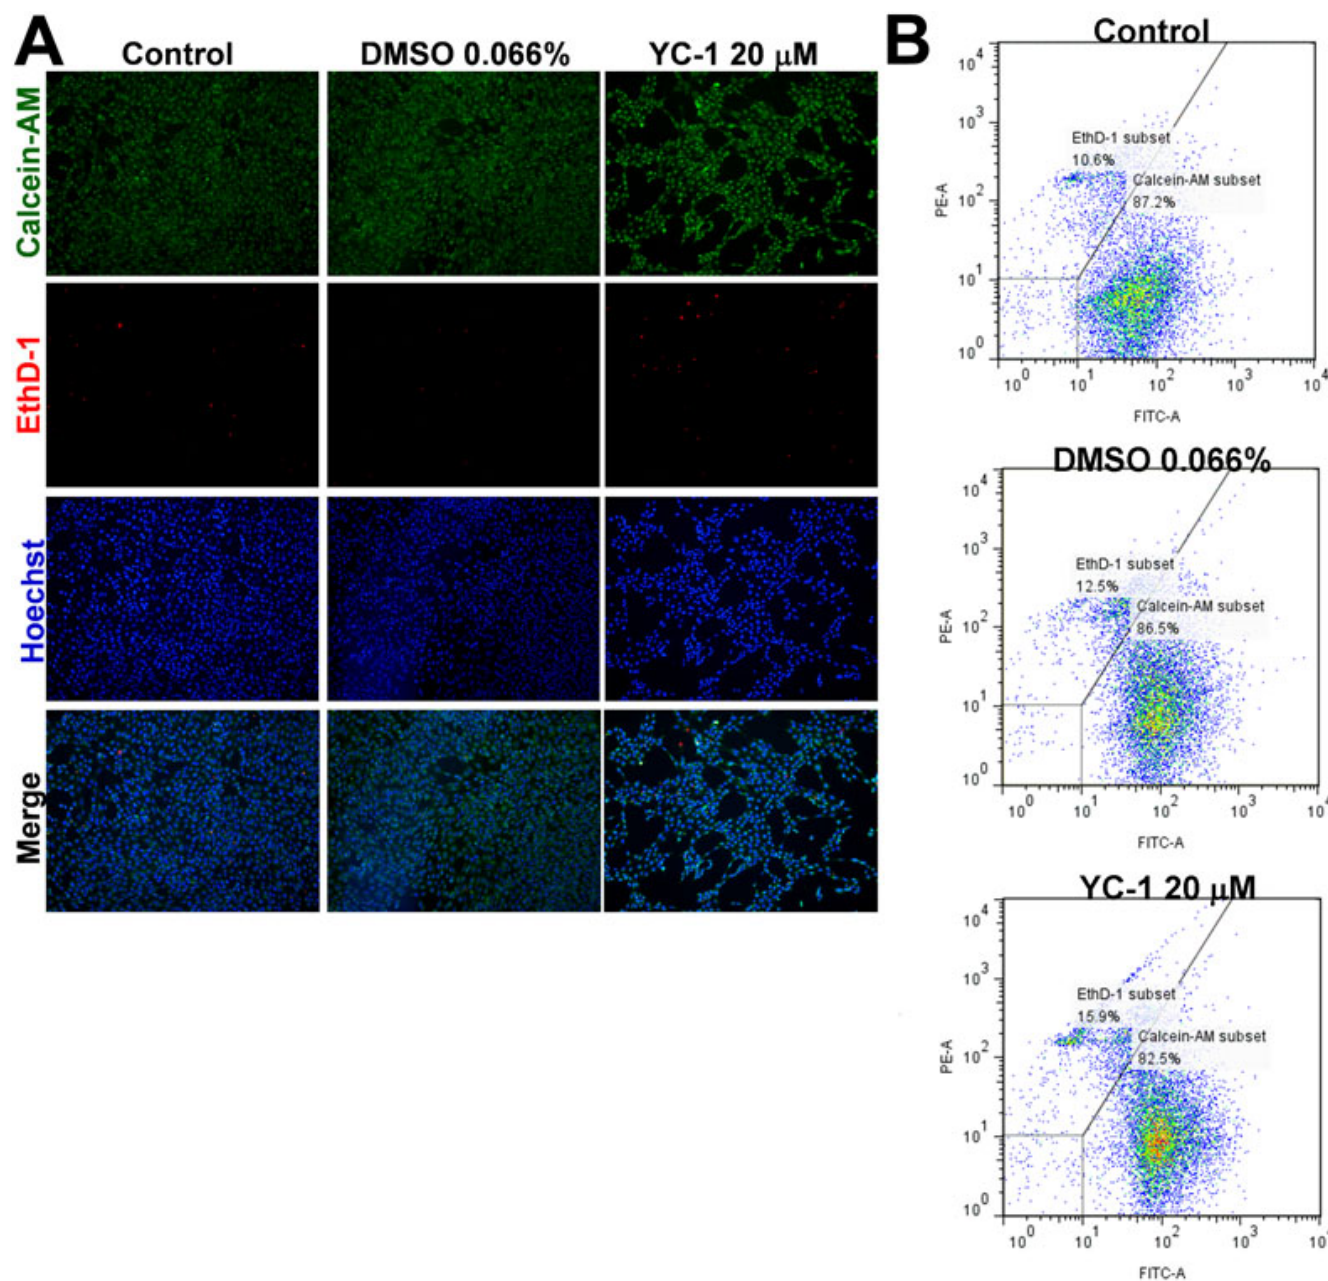 A
Control
DMSO 0.066%
YC-1 20 μM
Calcein-AM
EthD-1
Hoechst
Merge
B
Control
10^4
10^3
10^2
10^1
10^0
PE-A
EthD-1 subset
10.6%
Calcein-AM subset
87.2%
10^0 10^1 10^2 10^3 10^4
FITC-A
DMSO 0.066%
10^4
10^3
10^2
10^1
10^0
PE-A
EthD-1 subset
12.5%
Calcein-AM subset
86.5%
10^0 10^1 10^2 10^3
FITC-A
YC-1 20 μM
10^4
10^3
10^2
10^1
10^0
PE-A
EthD-1 subset
15.9%
Calcein-AM subset
82.5%
10^0 10^1 10^2 10^3
FITC-A